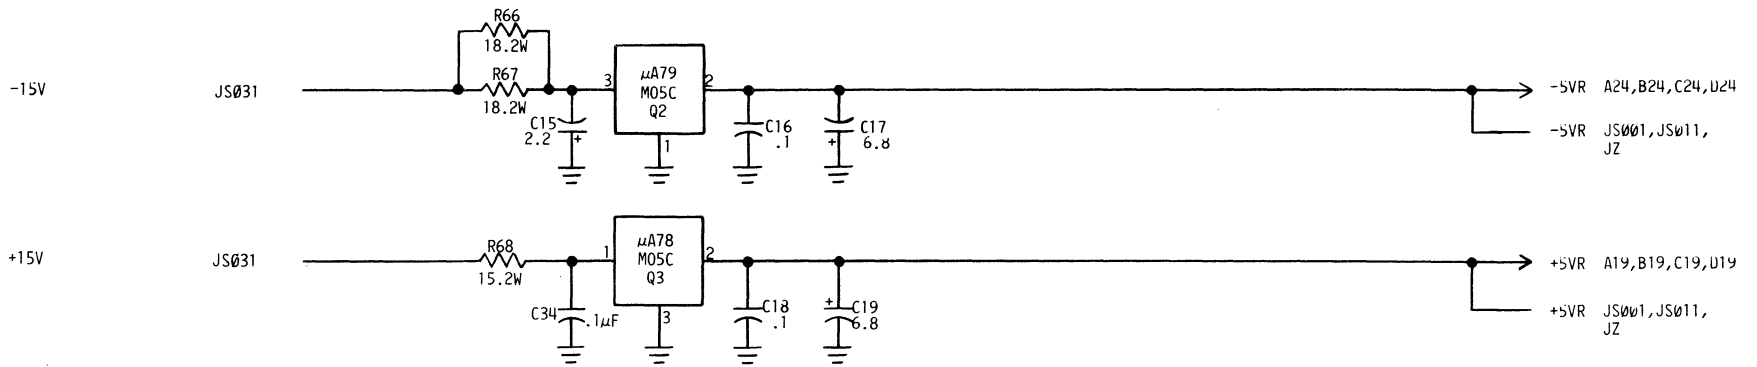 R66
18.2W
-15V
JSØ31
R67
18.2W
3
µA79
MO5C
Q2
2
1
C15
2.2
+
C16
.1
C17
6.8
+
-5VR A24,B24,C24,D24
-5VR JSØØ1,JSØ11,
JZ
+15V
JSØ31
R68
15.2W
1
µA78
MO5C
Q3
2
3
C34
.1µF
C18
.1
+
C19
6.8
+5VR A19,B19,C19,D19
+5VR JSØØ1,JSØ11,
JZ